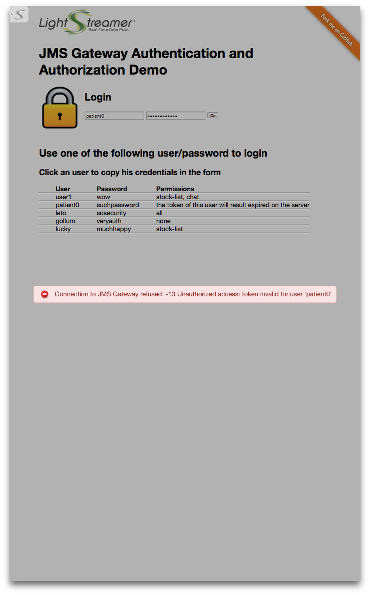 LightStreamer
Real-Time Data Push
Fork me on GitHub
JMS Gateway Authentication and
Authorization Demo
Login
patient0 •••••••••••• Go
Use one of the following user/password to login
Click an user to copy his credentials in the form
User Password Permissions
user1 wow stock-list, chat
patient0 suchpassword the token of this user will result expired on the server
leto sosecurity all
gollum veryauth none
lucky muchhappy stock-list
Connection to JMS Gateway refused: -13 Unauthorized access: token invalid for user 'patient0'